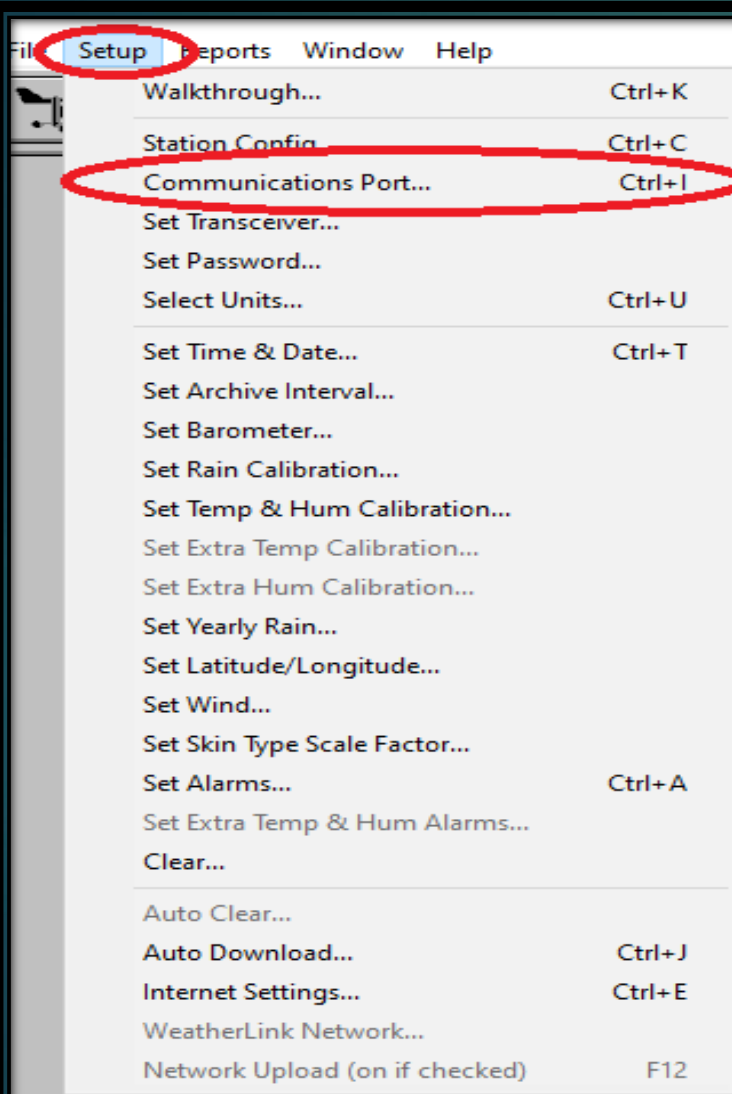 File Setup Reports Window Help
Walkthrough... Ctrl+K
Station Config... Ctrl+C
Communications Port... Ctrl+I
Set Transceiver...
Set Password...
Select Units... Ctrl+U
Set Time & Date... Ctrl+T
Set Archive Interval...
Set Barometer...
Set Rain Calibration...
Set Temp & Hum Calibration...
Set Extra Temp Calibration...
Set Extra Hum Calibration...
Set Yearly Rain...
Set Latitude/Longitude...
Set Wind...
Set Skin Type Scale Factor...
Set Alarms... Ctrl+A
Set Extra Temp & Hum Alarms...
Clear...
Auto Clear...
Auto Download... Ctrl+J
Internet Settings... Ctrl+E
WeatherLink Network...
Network Upload (on if checked) F12